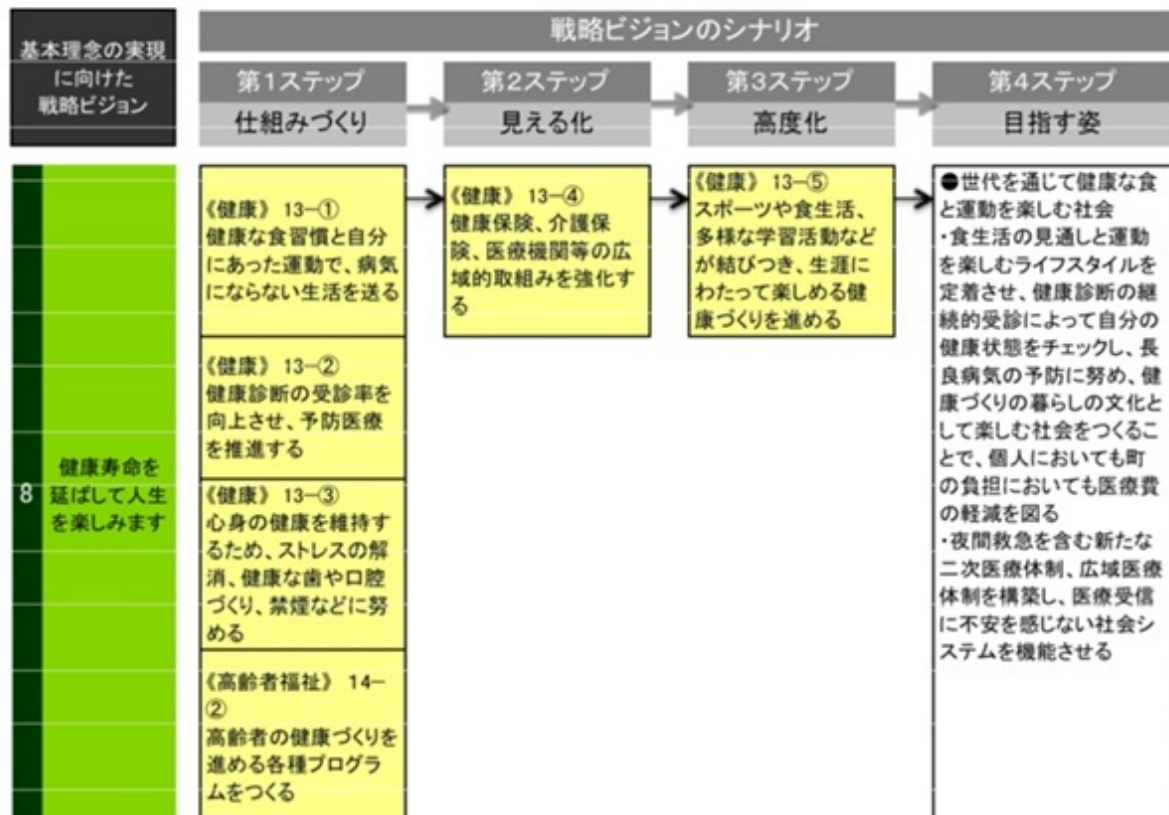 基本理念の実現
に向けた
戦略ビジョン
戦略ビジョンのシナリオ
第1ステップ
仕組みづくり
第2ステップ
見える化
第3ステップ
高度化
第4ステップ
目指す姿
8
健康寿命を
延ばして人生
を楽しみます
《健康》 13-①
健康な食習慣と自分
にあった運動で、病気
にならない生活を送る
《健康》 13-②
健康診断の受診率を
向上させ、予防医療
を推進する
《健康》 13-③
心身の健康を維持す
るため、ストレスの解
消、健康な歯や口腔
づくり、禁煙などに努
める
《高齢者福祉》 14-
②
高齢者の健康づくりを
進める各種プログラ
ムをつくる
《健康》 13-④
健康保険、介護保
険、医療機関等の広
域的取組みを強化す
る
《健康》 13-⑤
スポーツや食生活、
多様な学習活動など
が結びつき、生涯に
わたって楽しめる健
康づくりを進める
●世代を通じて健康な食
と運動を楽しむ社会
・食生活の見通しと運動
を楽しむライフスタイルを
定着させ、健康診断の継
続的受診によって自分の
健康状態をチェックし、長
良病気の予防に努め、健
康づくりの暮らしの文化と
して楽しむ社会をつくるこ
とで、個人においても町
の負担においても医療費
の軽減を図る
・夜間救急を含む新たな
二次医療体制、広域医療
体制を構築し、医療受信
に不安を感じない社会シ
ステムを機能させる